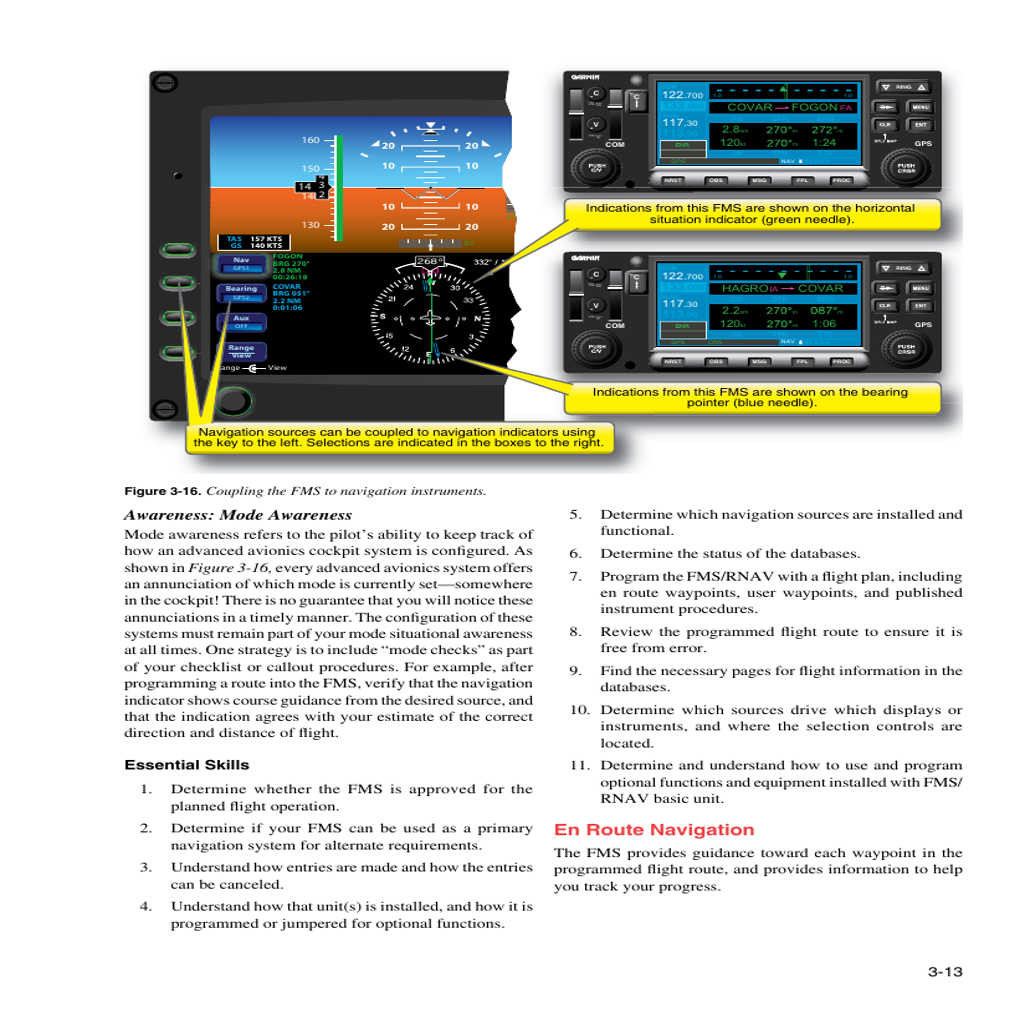 160
150
14
3
2
130
20
20
10
10
10
10
20
20
TAS 157 KTS
GS 140 KTS
Nav
GPS1
FOGON
BRG 270°
2.8 NM
00:26:18
Bearing
GPS2
COVAR
BRG 051°
2.2 NM
0:01:06
Aux
OFF
Range
View
ange
View
268°
332° /
24
30
21
33
S
N
15
3
12
E
GARMIN
C
V
COM
PUSH
C/V
C
122.700
117.30
COVAR → FOGON FA
2.8 270° 272°
120 270° 1:24
ENR
GPS
NAV
RING
MENU
CLR
ENT
GPS
PUSH
CRSR
NRST OBS MSG FPL PROC
Indications from this FMS are shown on the horizontal
situation indicator (green needle).
GARMIN
C
V
COM
PUSH
C/V
C
122.700
117.30
HAGRO IA → COVAR
2.2 270° 087°
120 270° 1:06
ENR
GPS
NAV
RING
MENU
CLR
ENT
GPS
PUSH
CRSR
NRST OBS MSG FPL PROC
Indications from this FMS are shown on the bearing
pointer (blue needle).
Navigation sources can be coupled to navigation indicators using
the key to the left. Selections are indicated in the boxes to the right.
Figure 3-16. Coupling the FMS to navigation instruments.
Awareness: Mode Awareness
Mode awareness refers to the pilot’s ability to keep track of
how an advanced avionics cockpit system is configured. As
shown in Figure 3-16, every advanced avionics system offers
an annunciation of which mode is currently set—somewhere
in the cockpit! There is no guarantee that you will notice these
annunciations in a timely manner. The configuration of these
systems must remain part of your mode situational awareness
at all times. One strategy is to include “mode checks” as part
of your checklist or callout procedures. For example, after
programming a route into the FMS, verify that the navigation
indicator shows course guidance from the desired source, and
that the indication agrees with your estimate of the correct
direction and distance of flight.
Essential Skills
1. Determine whether the FMS is approved for the
planned flight operation.
2. Determine if your FMS can be used as a primary
navigation system for alternate requirements.
3. Understand how entries are made and how the entries
can be canceled.
4. Understand how that unit(s) is installed, and how it is
programmed or jumpered for optional functions.
5. Determine which navigation sources are installed and
functional.
6. Determine the status of the databases.
7. Program the FMS/RNAV with a flight plan, including
en route waypoints, user waypoints, and published
instrument procedures.
8. Review the programmed flight route to ensure it is
free from error.
9. Find the necessary pages for flight information in the
databases.
10. Determine which sources drive which displays or
instruments, and where the selection controls are
located.
11. Determine and understand how to use and program
optional functions and equipment installed with FMS/
RNAV basic unit.
En Route Navigation
The FMS provides guidance toward each waypoint in the
programmed flight route, and provides information to help
you track your progress.
3-13